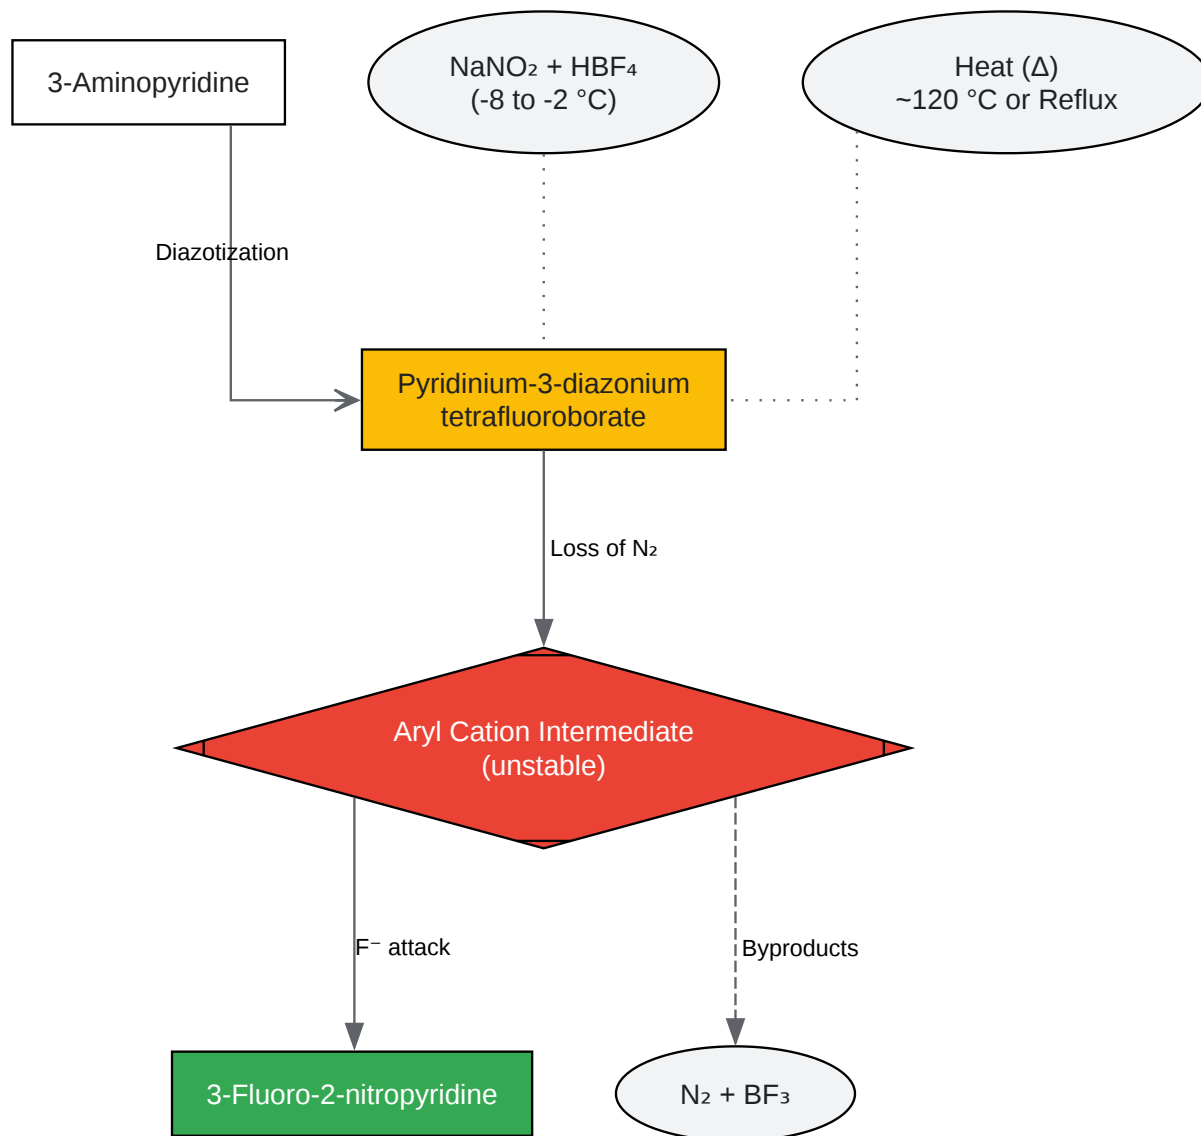 3-Aminopyridine
NaNO₂ + HBF₄
(-8 to -2 °C)
Heat (Δ)
~120 °C or Reflux
Diazotization
Pyridinium-3-diazonium
tetrafluoroborate
Loss of N₂
Aryl Cation Intermediate
(unstable)
F⁻ attack
Byproducts
3-Fluoro-2-nitropyridine
N₂ + BF₃